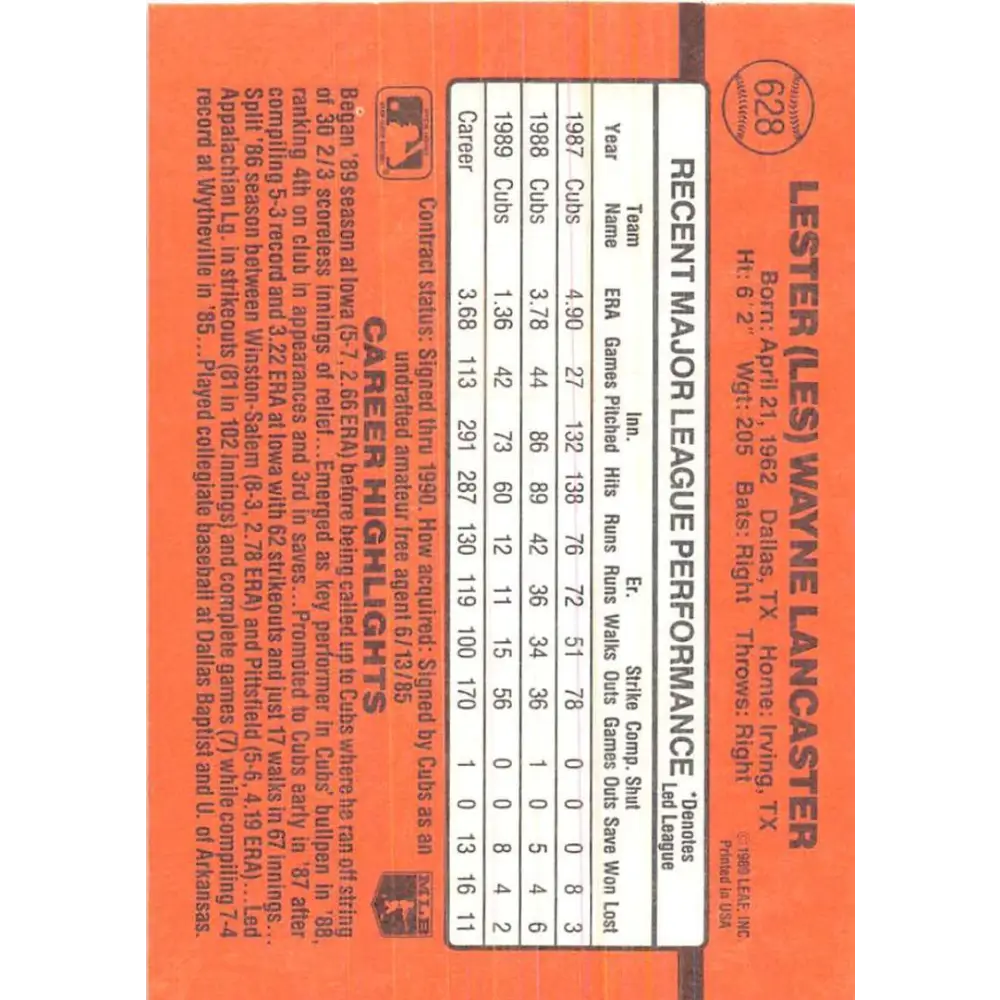 628
LESTER (LES) WAYNE LANCASTER
Born: April 21, 1962 Dallas, TX Home: Irving, TX
Ht: 6'2" Wgt: 205 Bats: Right Throws: Right
© 1989 LEAF, INC.
Printed in USA
RECENT MAJOR LEAGUE PERFORMANCE *Denotes Led League
Year Team Name ERA Games Inn. Pitched Hits Runs Er. Runs Walks Strike Outs Comp. Games Shut Outs Save Won Lost
1987 Cubs 4.90 27 132 138 76 72 51 78 0 0 0 8 3
1988 Cubs 3.78 44 86 89 42 36 34 36 1 0 5 4 6
1989 Cubs 1.36 42 73 60 12 11 15 56 0 0 8 4 2
Career 3.68 113 291 287 130 119 100 170 1 0 13 16 11
Contract status: Signed thru 1990. How acquired: Signed by Cubs as an
undrafted amateur free agent 6/13/85
MLB
CAREER HIGHLIGHTS
Began '89 season at Iowa (5-7, 2.66 ERA) before being called up to Cubs where he ran off string
of 30 2/3 scoreless innings of relief...Emerged as key performer in Cubs' bullpen in '88,
ranking 4th on club in appearances and 3rd in saves...Promoted to Cubs early in '87 after
compiling 5-3 record and 3.22 ERA at Iowa with 62 strikeouts and just 17 walks in 67 innings...
Split '86 season between Winston-Salem (8-3, 2.78 ERA) and Pittsfield (5-6, 4.19 ERA)...Led
Appalachian Lg. in strikeouts (81 in 102 innings) and complete games (7) while compiling 7-4
record at Wytheville in '85...Played collegiate baseball at Dallas Baptist and U. of Arkansas.